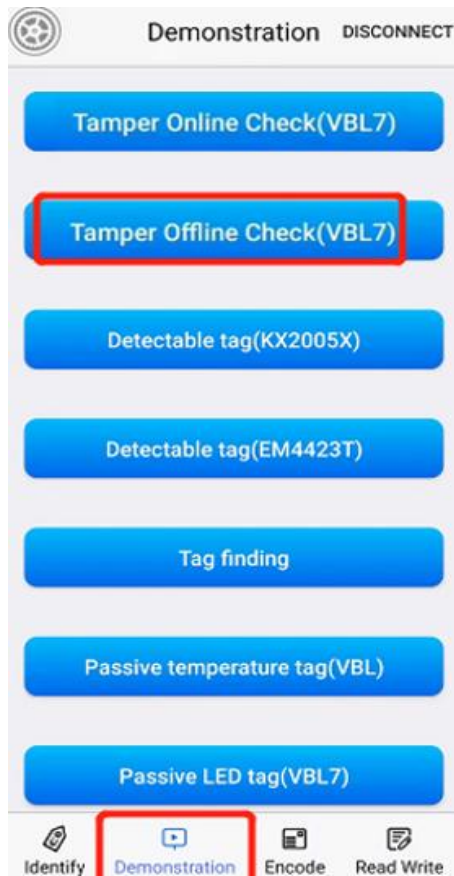 Demonstration DISCONNECT
Tamper Online Check(VBL7)
Tamper Offline Check(VBL7)
Detectable tag(KX2005X)
Detectable tag(EM4423T)
Tag finding
Passive temperature tag(VBL)
Passive LED tag(VBL7)
Identify Demonstration Encode Read Write